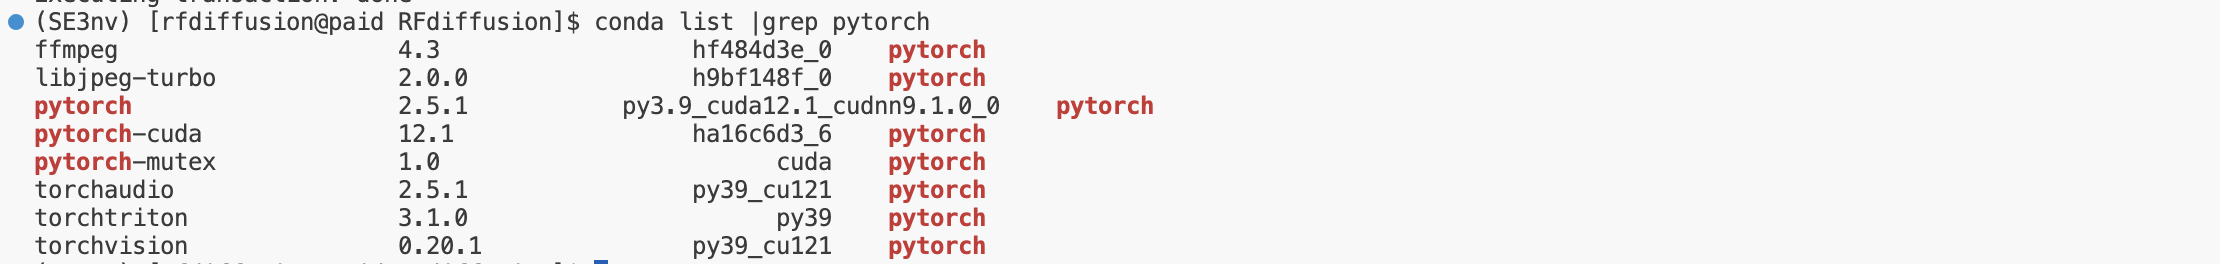 (SE3nv) [rfdiffusion@paid RFdiffusion]$ conda list |grep pytorch
ffmpeg                    4.3                  hf484d3e_0    pytorch
libjpeg-turbo             2.0.0                h9bf148f_0    pytorch
pytorch                   2.5.1           py3.9_cuda12.1_cudnn9.1.0_0    pytorch
pytorch-cuda              12.1                 ha16c6d3_6    pytorch
pytorch-mutex             1.0                        cuda    pytorch
torchaudio                2.5.1                py39_cu121    pytorch
torchtriton               3.1.0                      py39    pytorch
torchvision               0.20.1               py39_cu121    pytorch